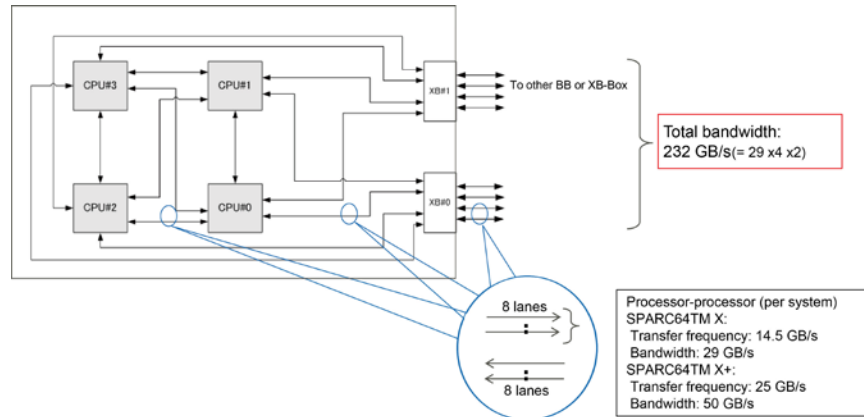 CPU#3
CPU#1
XB#1
To other BB or XB-Box
Total bandwidth:
232 GB/s(= 29 x4 x2)
CPU#2
CPU#0
XB#0
8 lanes
8 lanes
Processor-processor (per system)
SPARC64TM X:
Transfer frequency: 14.5 GB/s
Bandwidth: 29 GB/s
SPARC64TM X+:
Transfer frequency: 25 GB/s
Bandwidth: 50 GB/s